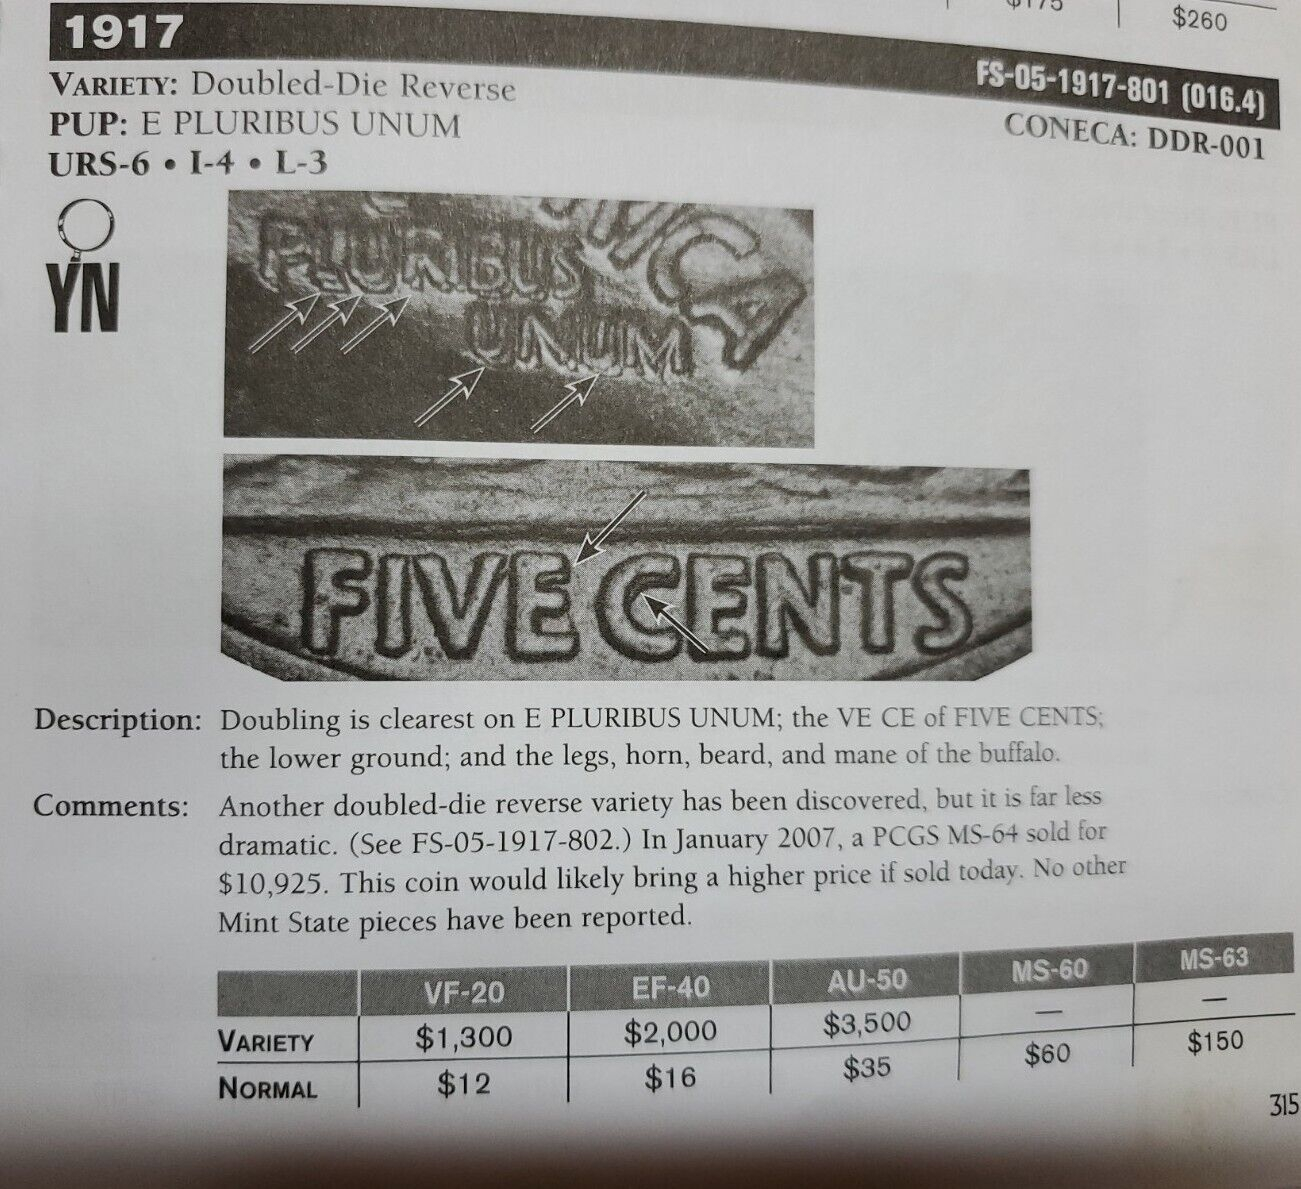 $175 $260
1917
FS-05-1917-801 (016.4)
VARIETY: Doubled-Die Reverse
CONECA: DDR-001
PUP: E PLURIBUS UNUM
URS-6 • I-4 • L-3
YN
PLURIBUS
UNUM
ICA
FIVE CENTS
Description: Doubling is clearest on E PLURIBUS UNUM; the VE CE of FIVE CENTS;
the lower ground; and the legs, horn, beard, and mane of the buffalo.
Comments: Another doubled-die reverse variety has been discovered, but it is far less
dramatic. (See FS-05-1917-802.) In January 2007, a PCGS MS-64 sold for
$10,925. This coin would likely bring a higher price if sold today. No other
Mint State pieces have been reported.
VF-20 EF-40 AU-50 MS-60 MS-63
VARIETY $1,300 $2,000 $3,500 — —
NORMAL $12 $16 $35 $60 $150
315